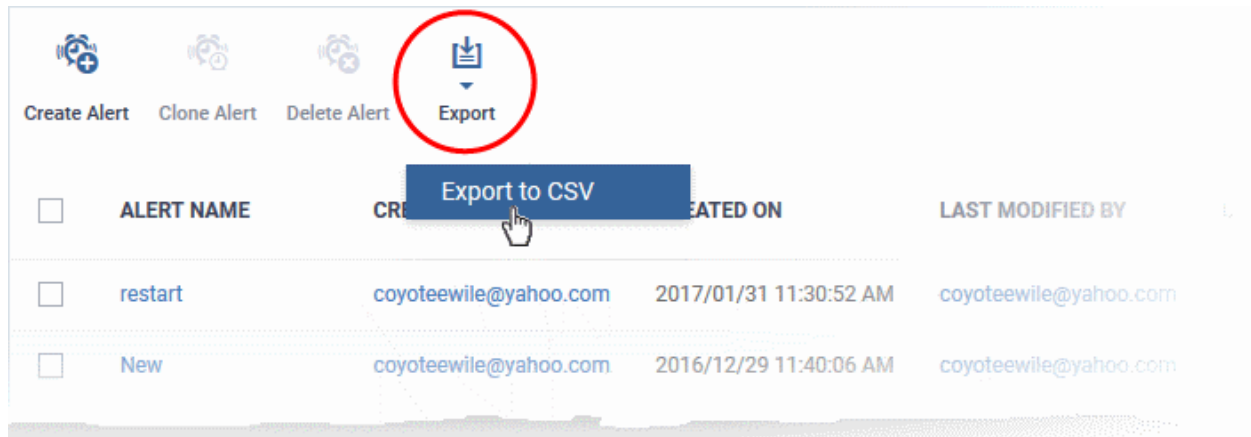 Create Alert Clone Alert Delete Alert Export
Export to CSV
ALERT NAME CRE EATED ON LAST MODIFIED BY
restart coyoteewile@yahoo.com 2017/01/31 11:30:52 AM coyoteewile@yahoo.com
New coyoteewile@yahoo.com 2016/12/29 11:40:06 AM coyoteewile@yahoo.com